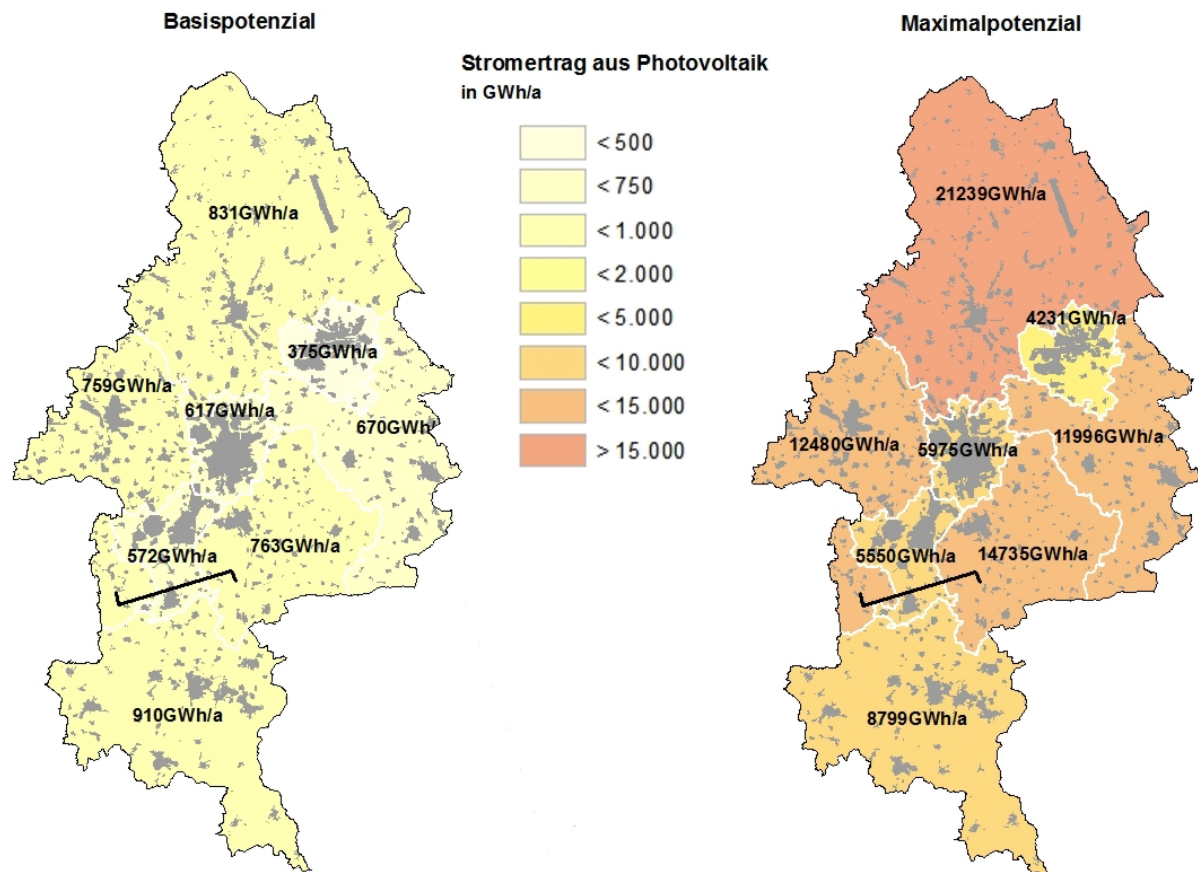 Basispotenzial
Maximalpotenzial
Stromertrag aus Photovoltaik
in GWh/a
< 500
< 750
< 1.000
< 2.000
< 5.000
< 10.000
< 15.000
> 15.000
831GWh/a
375GWh/a
759GWh/a
617GWh/a
670GWh/
572GWh/a
763GWh/a
910GWh/a
21239GWh/a
4231GWh/a
12480GWh/a
5975GWh/a
11996GWh/a
5550GWh/a
14735GWh/a
8799GWh/a